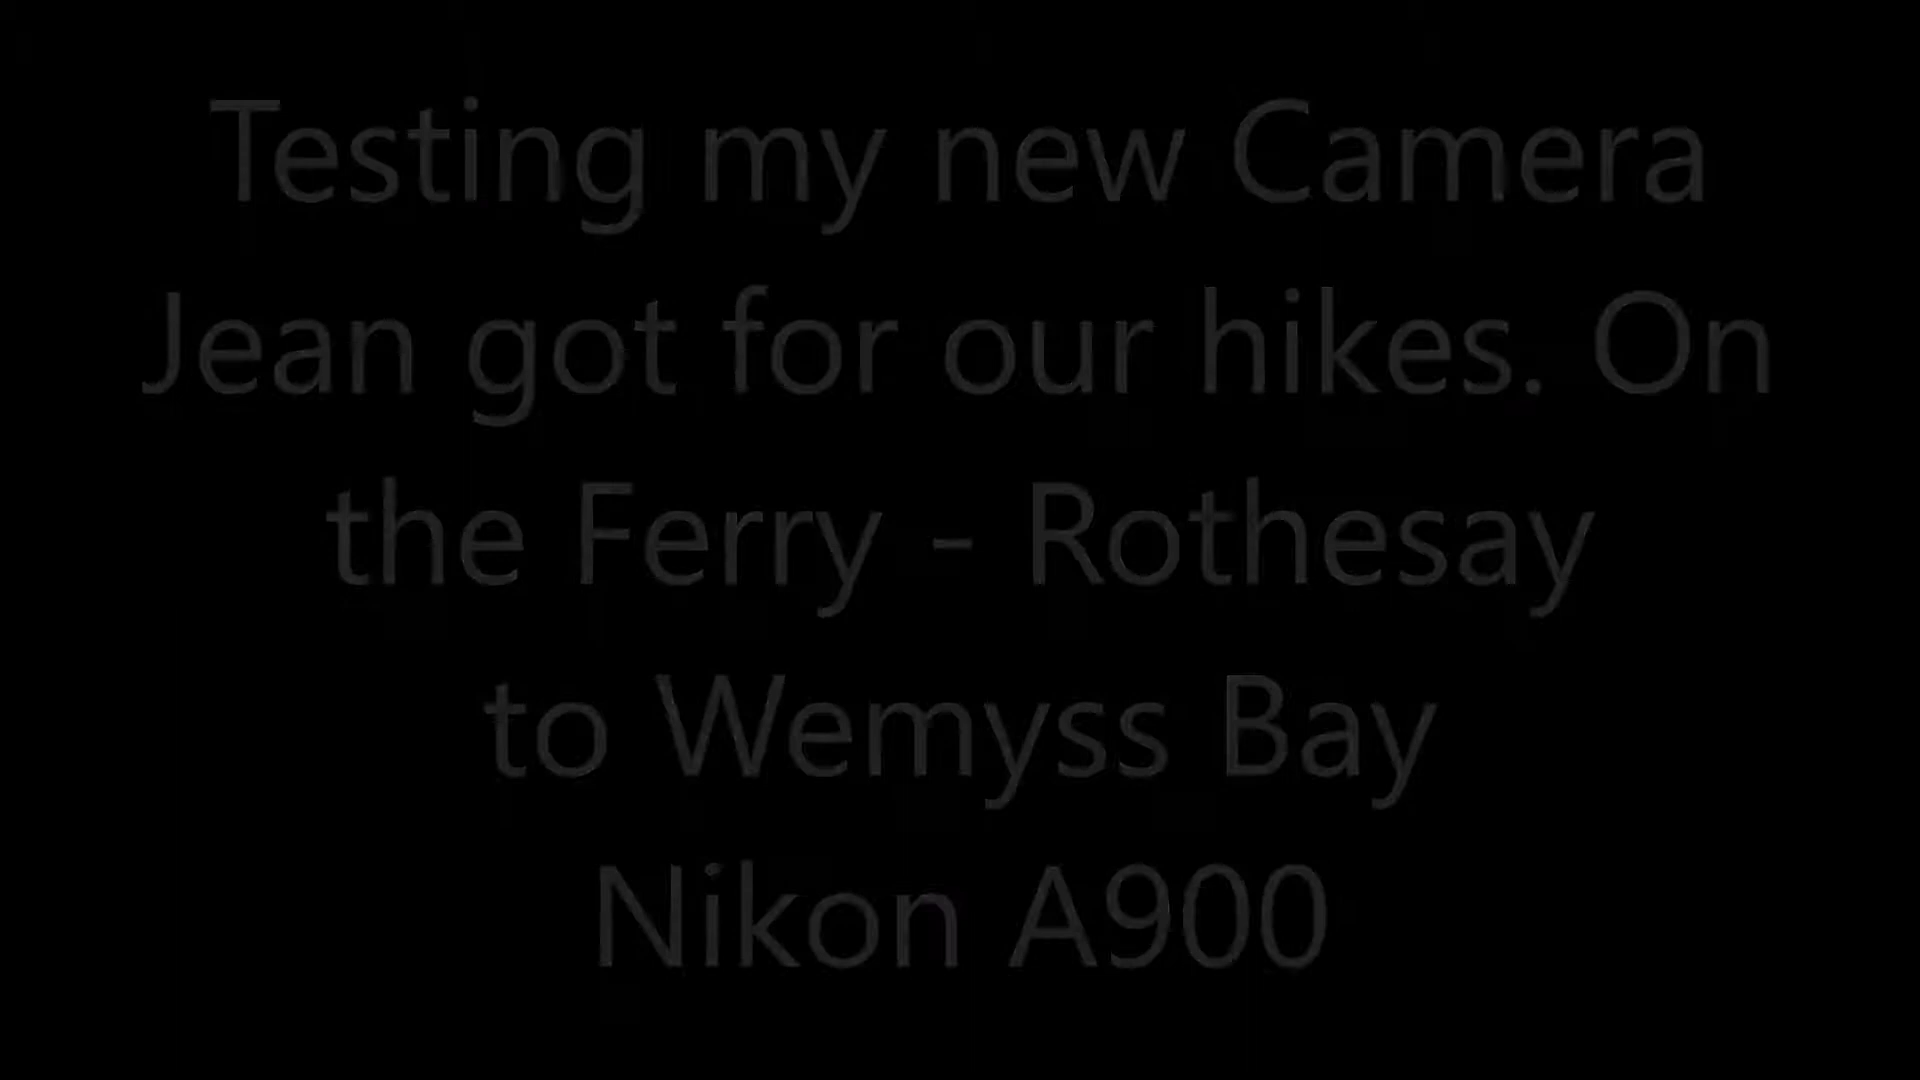 Testing my new Camera
Jean got for our hikes. On
the Ferry - Rothesay
to Wemyss Bay
Nikon A900